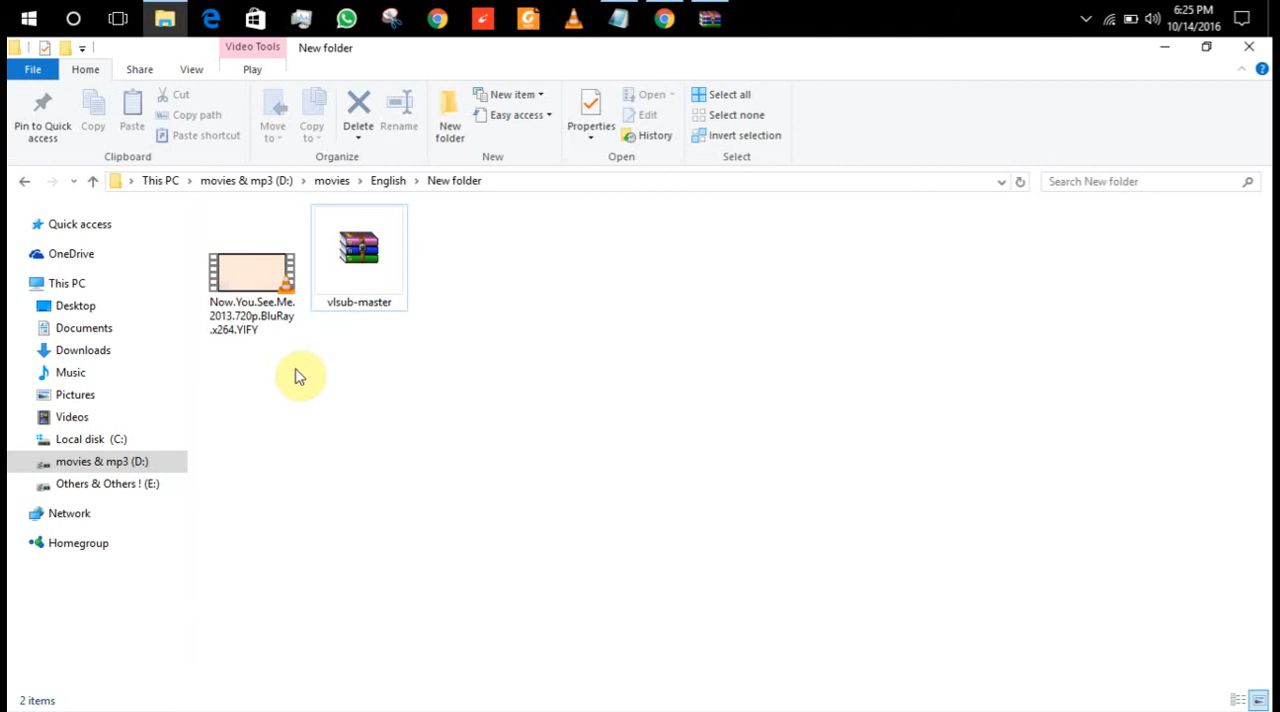 6:25 PM
10/14/2016
Video Tools
New folder
File
Home
Share
View
Play
Pin to Quick
access
Copy
Paste
Cut
Copy path
Paste shortcut
Clipboard
Move
to
Copy
to
Delete
Rename
Organize
New
folder
New item
Easy access
New
Properties
Open
Edit
History
Open
Select all
Select none
Invert selection
Select
This PC
movies & mp3 (D:)
movies
English
New folder
Search New folder
Quick access
OneDrive
This PC
Desktop
Documents
Downloads
Music
Pictures
Videos
Local disk (C:)
movies & mp3 (D:)
Others & Others ! (E:)
Network
Homegroup
Now.You.See.Me.
2013.720p.BluRay
.x264.YIFY
vlsub-master
2 items